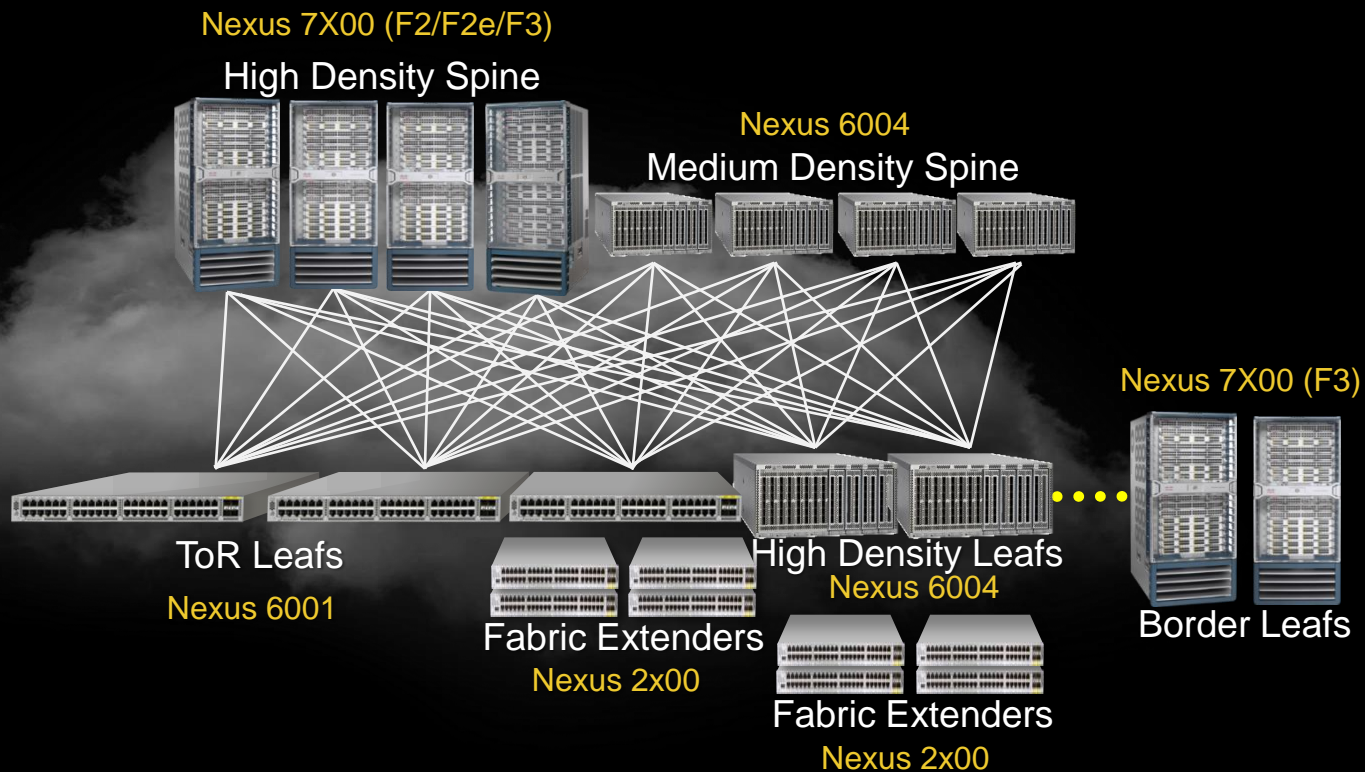 Nexus 7X00 (F2/F2e/F3)
High Density Spine
Nexus 6004
Medium Density Spine
Nexus 7X00 (F3)
Border Leafs
ToR Leafs
Nexus 6001
High Density Leafs
Nexus 6004
Fabric Extenders
Nexus 2x00
Fabric Extenders
Nexus 2x00